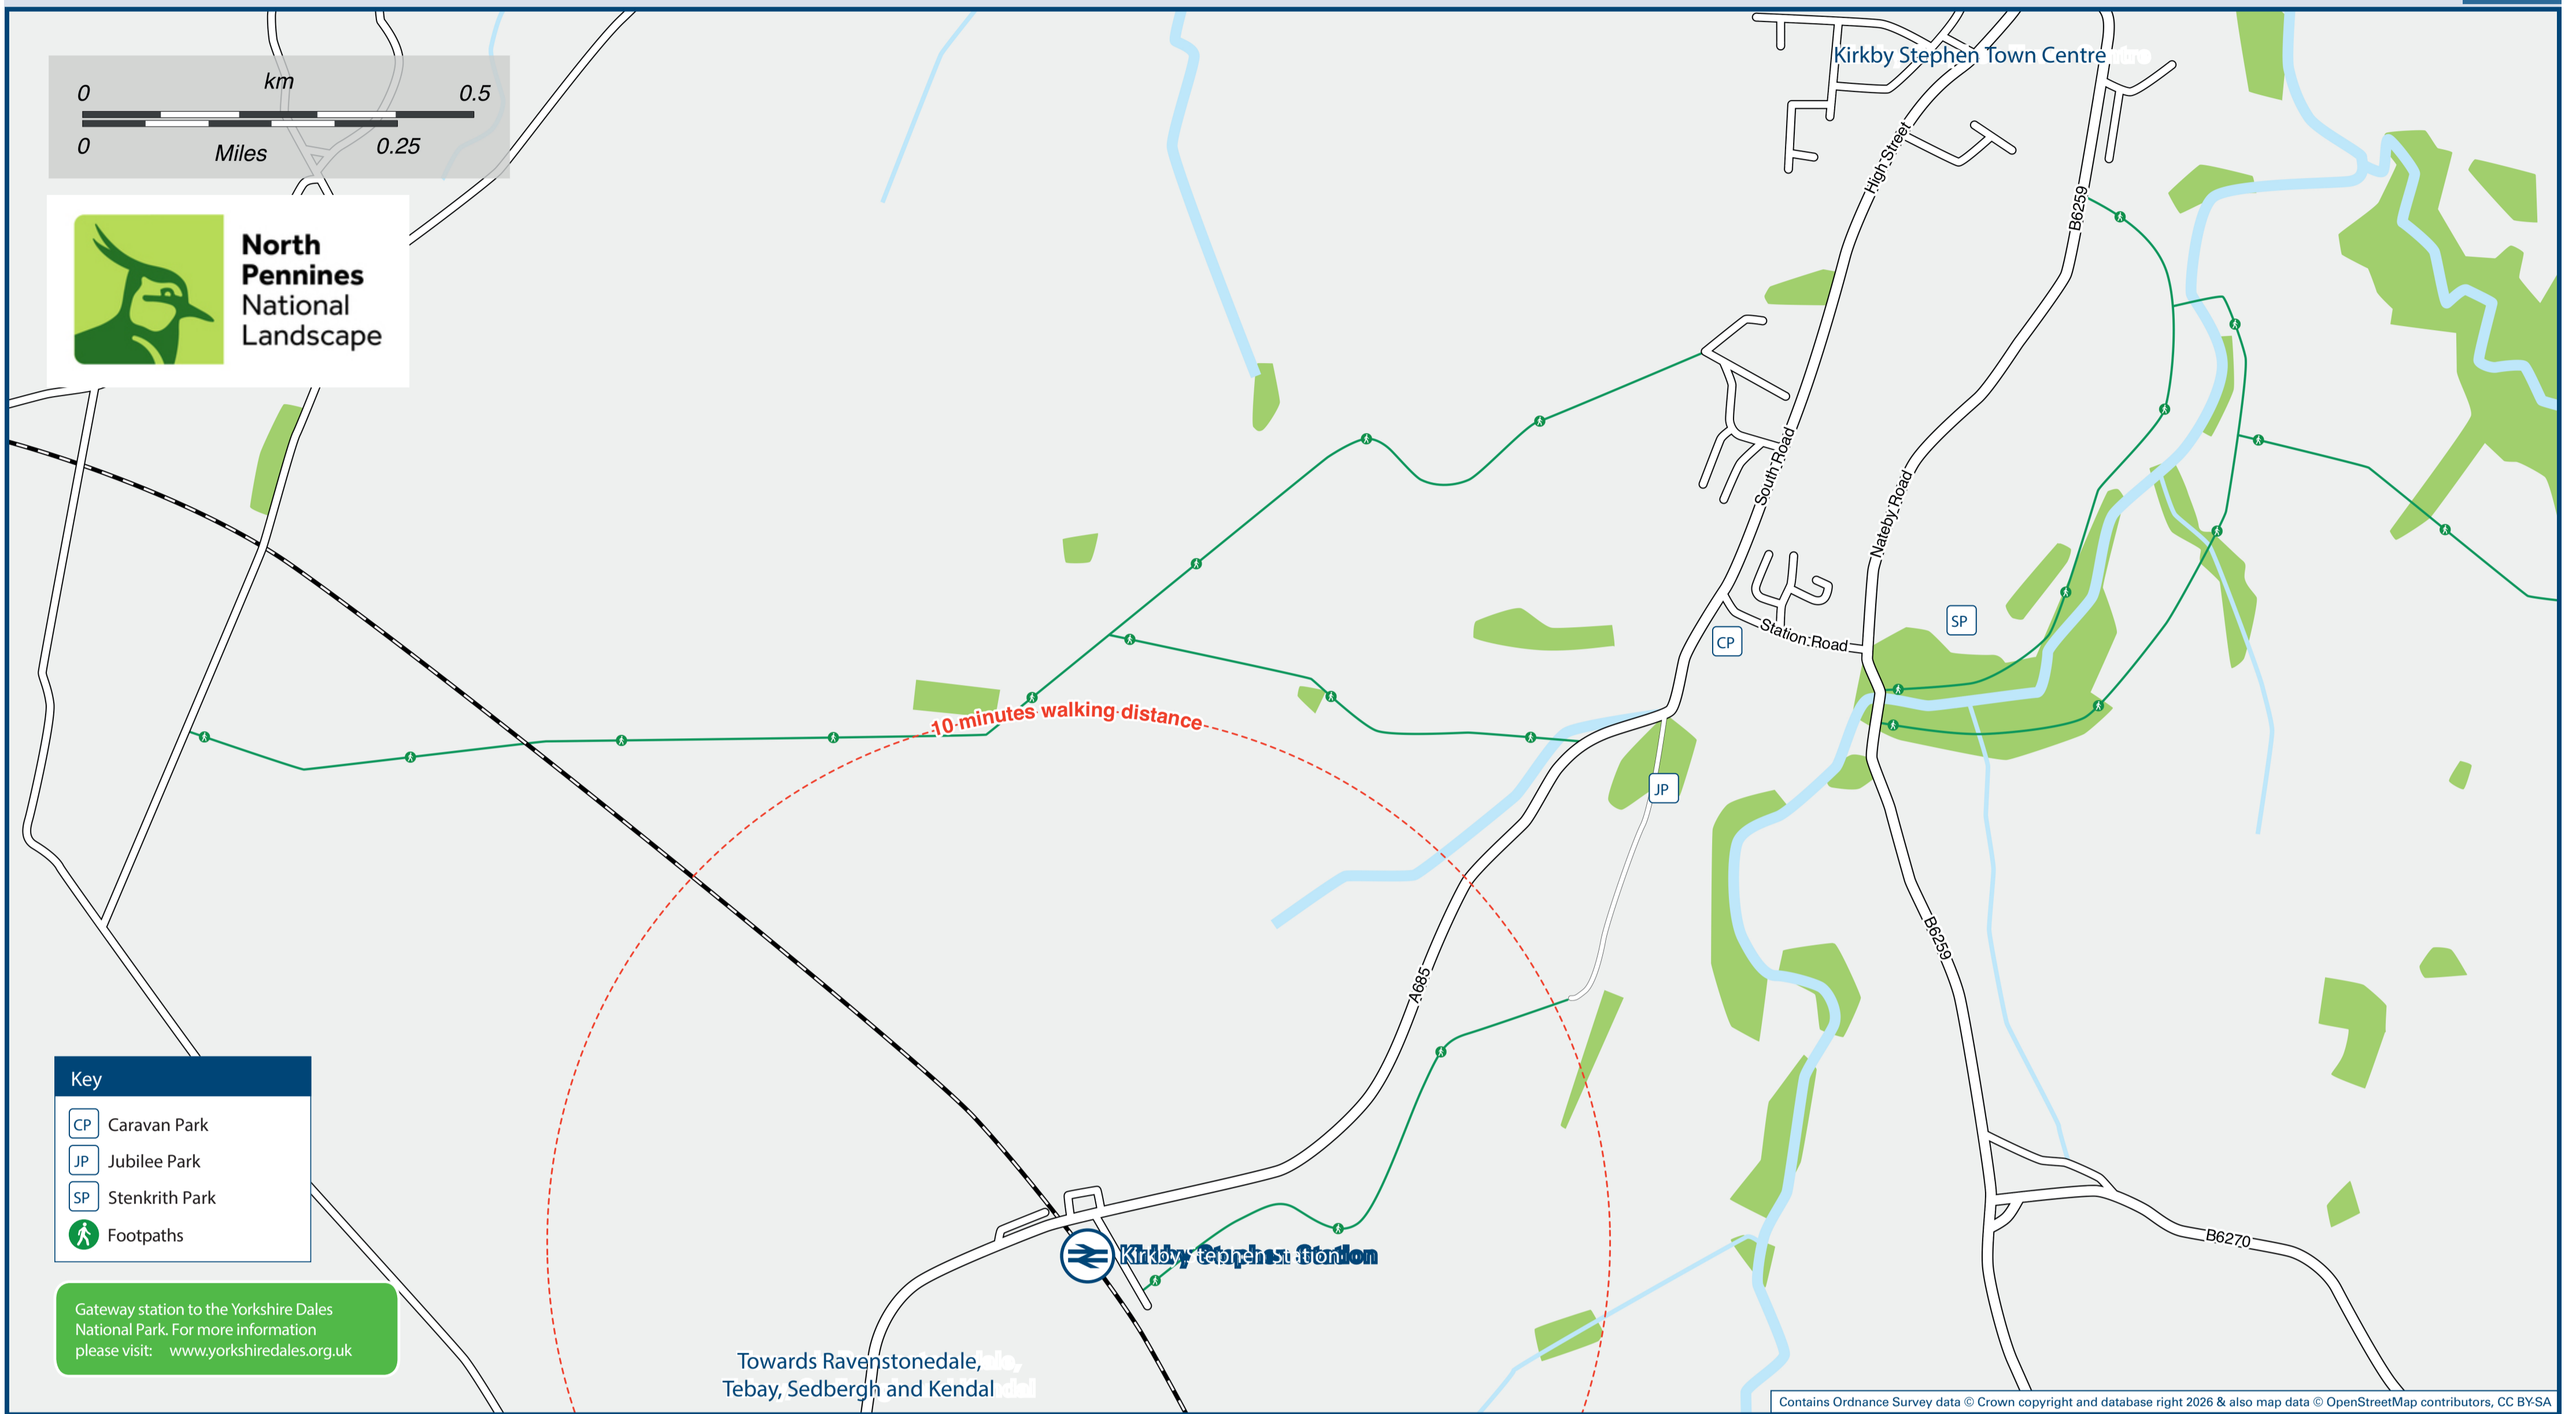 Kirkby Stephen Town Centre
km
0 0.5
0 0.25
Miles
North
Pennines
National
Landscape
High Street
B6259
South Road
Nateby Road
SP
Station Road
CP
10 minutes walking distance
JP
B6259
A685
Key
CP Caravan Park
JP Jubilee Park
SP Stenkrith Park
Footpaths
B6270
Kirkby Stephen Station
Gateway station to the Yorkshire Dales
National Park. For more information
please visit: www.yorkshiredales.org.uk
Towards Ravenstonedale,
Tebay, Sedbergh and Kendal
Contains Ordnance Survey data © Crown copyright and database right 2026 & also map data © OpenStreetMap contributors, CC BY-SA